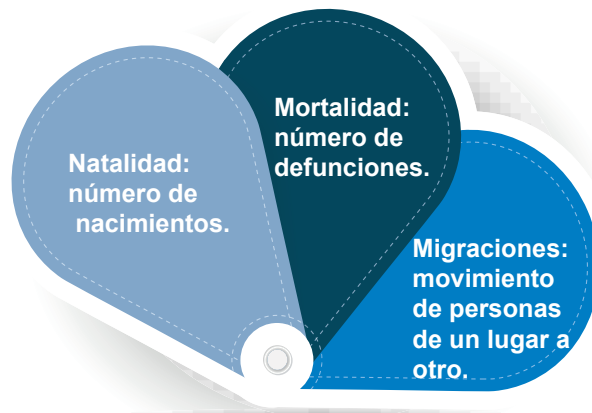 Natalidad:
número de
nacimientos.
Mortalidad:
número de
defunciones.
Migraciones:
movimiento
de personas
de un lugar a
otro.